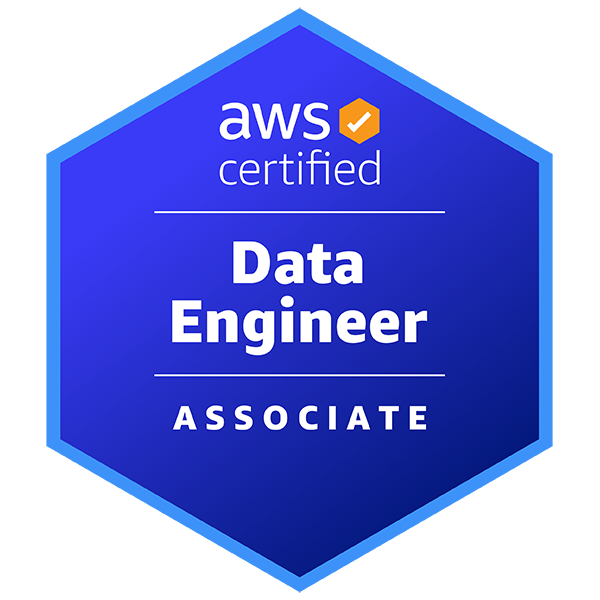 aws
certified
Data
Engineer
ASSOCIATE